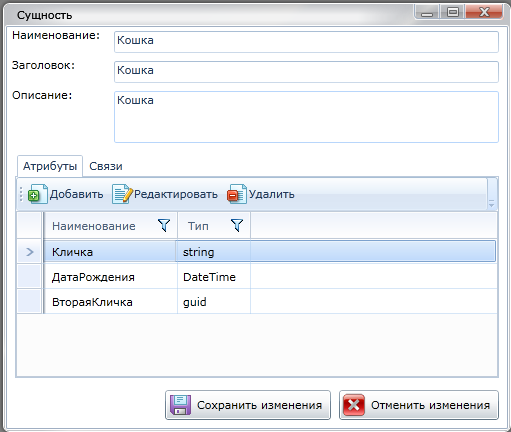 Сущность
Наименование: Кошка
Заголовок: Кошка
Описание: Кошка
Атрибуты Связи
Добавить Редактировать Удалить
Наименование Тип
Кличка string
ДатаРождения DateTime
ВтораяКличка guid
Сохранить изменения Отменить изменения